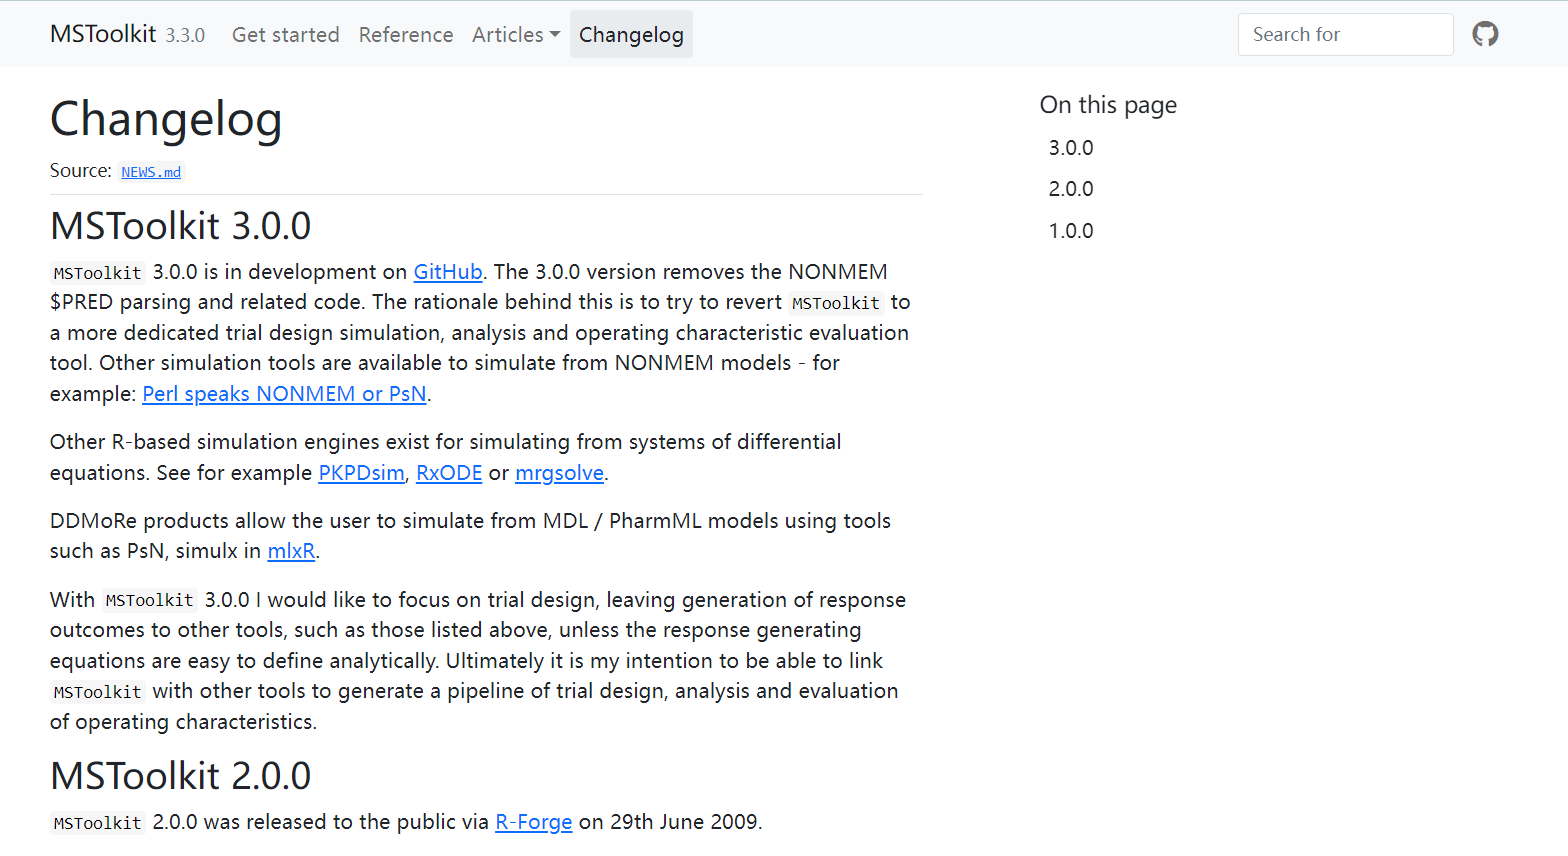 MSToolkit 3.3.0 Get started Reference Articles Changelog Search for
Changelog
Source: NEWS.md
MSToolkit 3.0.0
MSToolkit 3.0.0 is in development on GitHub. The 3.0.0 version removes the NONMEM
$PRED parsing and related code. The rationale behind this is to try to revert MSToolkit to
a more dedicated trial design simulation, analysis and operating characteristic evaluation
tool. Other simulation tools are available to simulate from NONMEM models - for
example: Perl speaks NONMEM or PsN.
Other R-based simulation engines exist for simulating from systems of differential
equations. See for example PKPDsim, RxODE or mrgsolve.
DDMoRe products allow the user to simulate from MDL / PharmML models using tools
such as PsN, simulx in mlxR.
With MSToolkit 3.0.0 I would like to focus on trial design, leaving generation of response
outcomes to other tools, such as those listed above, unless the response generating
equations are easy to define analytically. Ultimately it is my intention to be able to link
MSToolkit with other tools to generate a pipeline of trial design, analysis and evaluation
of operating characteristics.
MSToolkit 2.0.0
MSToolkit 2.0.0 was released to the public via R-Forge on 29th June 2009.
On this page
3.0.0
2.0.0
1.0.0